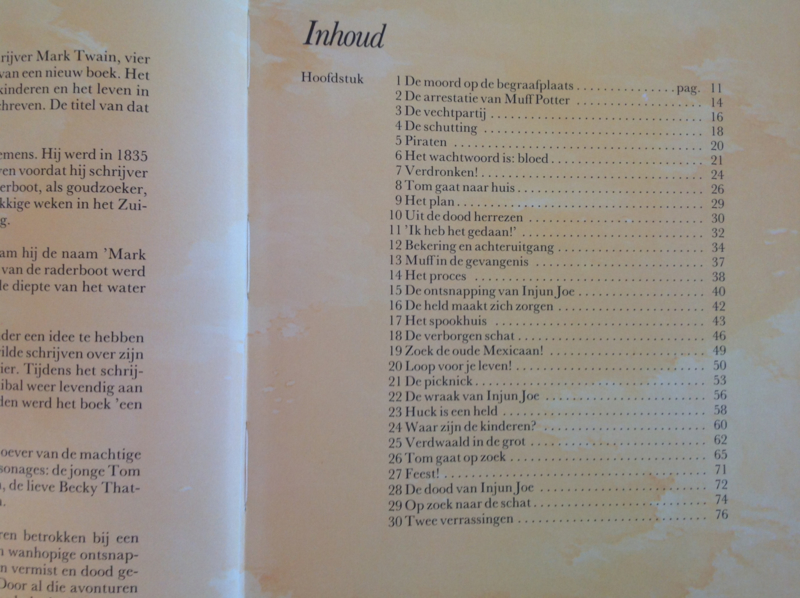 rijver Mark Twain, vier
van een nieuw boek. Het
kinderen en het leven in
chreven. De titel van dat
emens. Hij werd in 1835
ren voordat hij schrijver
erboot, als goudzoeker,
kkige weken in het Zui-
g.
am hij de naam 'Mark
van de raderboot werd
le diepte van het water
der een idee te hebben
ilde schrijven over zijn
ier. Tijdens het schrij-
ibal weer levendig aan
den werd het boek 'een
oever van de machtige
sonages: de jonge Tom
, de lieve Becky That-
ren betrokken bij een
n wanhopige ontsnap-
n vermist en dood ge-
Door al die avonturen
Inhoud
Hoofdstuk 1 De moord op de begraafplaats . . . . . . . . . . . . . . . pag. 11
2 De arrestatie van Muff Potter . . . . . . . . . . . . . . . . . . . . 14
3 De vechtpartij . . . . . . . . . . . . . . . . . . . . 16
4 De schutting . . . . . . . . . . . . . . . . . . . . 18
5 Piraten . . . . . . . . . . . . . . . . . . . . 20
6 Het wachtwoord is: bloed . . . . . . . . . . . . . . . . . . . . 21
7 Verdronken! . . . . . . . . . . . . . . . . . . . . 24
8 Tom gaat naar huis . . . . . . . . . . . . . . . . . . . . 26
9 Het plan . . . . . . . . . . . . . . . . . . . . 29
10 Uit de dood herrezen . . . . . . . . . . . . . . . . . . . . 30
11 'Ik heb het gedaan!' . . . . . . . . . . . . . . . . . . . . 32
12 Bekering en achteruitgang . . . . . . . . . . . . . . . . . . . . 34
13 Muff in de gevangenis . . . . . . . . . . . . . . . . . . . . 37
14 Het proces . . . . . . . . . . . . . . . . . . . . 38
15 De ontsnapping van Injun Joe . . . . . . . . . . . . . . . . . . . . 40
16 De held maakt zich zorgen . . . . . . . . . . . . . . . . . . . . 42
17 Het spookhuis . . . . . . . . . . . . . . . . . . . . 43
18 De verborgen schat . . . . . . . . . . . . . . . . . . . . 46
19 Zoek de oude Mexicaan! . . . . . . . . . . . . . . . . . . . . 49
20 Loop voor je leven! . . . . . . . . . . . . . . . . . . . . 50
21 De picknick . . . . . . . . . . . . . . . . . . . . 53
22 De wraak van Injun Joe . . . . . . . . . . . . . . . . . . . . 56
23 Huck is een held . . . . . . . . . . . . . . . . . . . . 58
24 Waar zijn de kinderen? . . . . . . . . . . . . . . . . . . . . 60
25 Verdwaald in de grot . . . . . . . . . . . . . . . . . . . . 62
26 Tom gaat op zoek . . . . . . . . . . . . . . . . . . . . 65
27 Feest! . . . . . . . . . . . . . . . . . . . . 71
28 De dood van Injun Joe . . . . . . . . . . . . . . . . . . . . 72
29 Op zoek naar de schat . . . . . . . . . . . . . . . . . . . . 74
30 Twee verrassingen . . . . . . . . . . . . . . . . . . . . 76